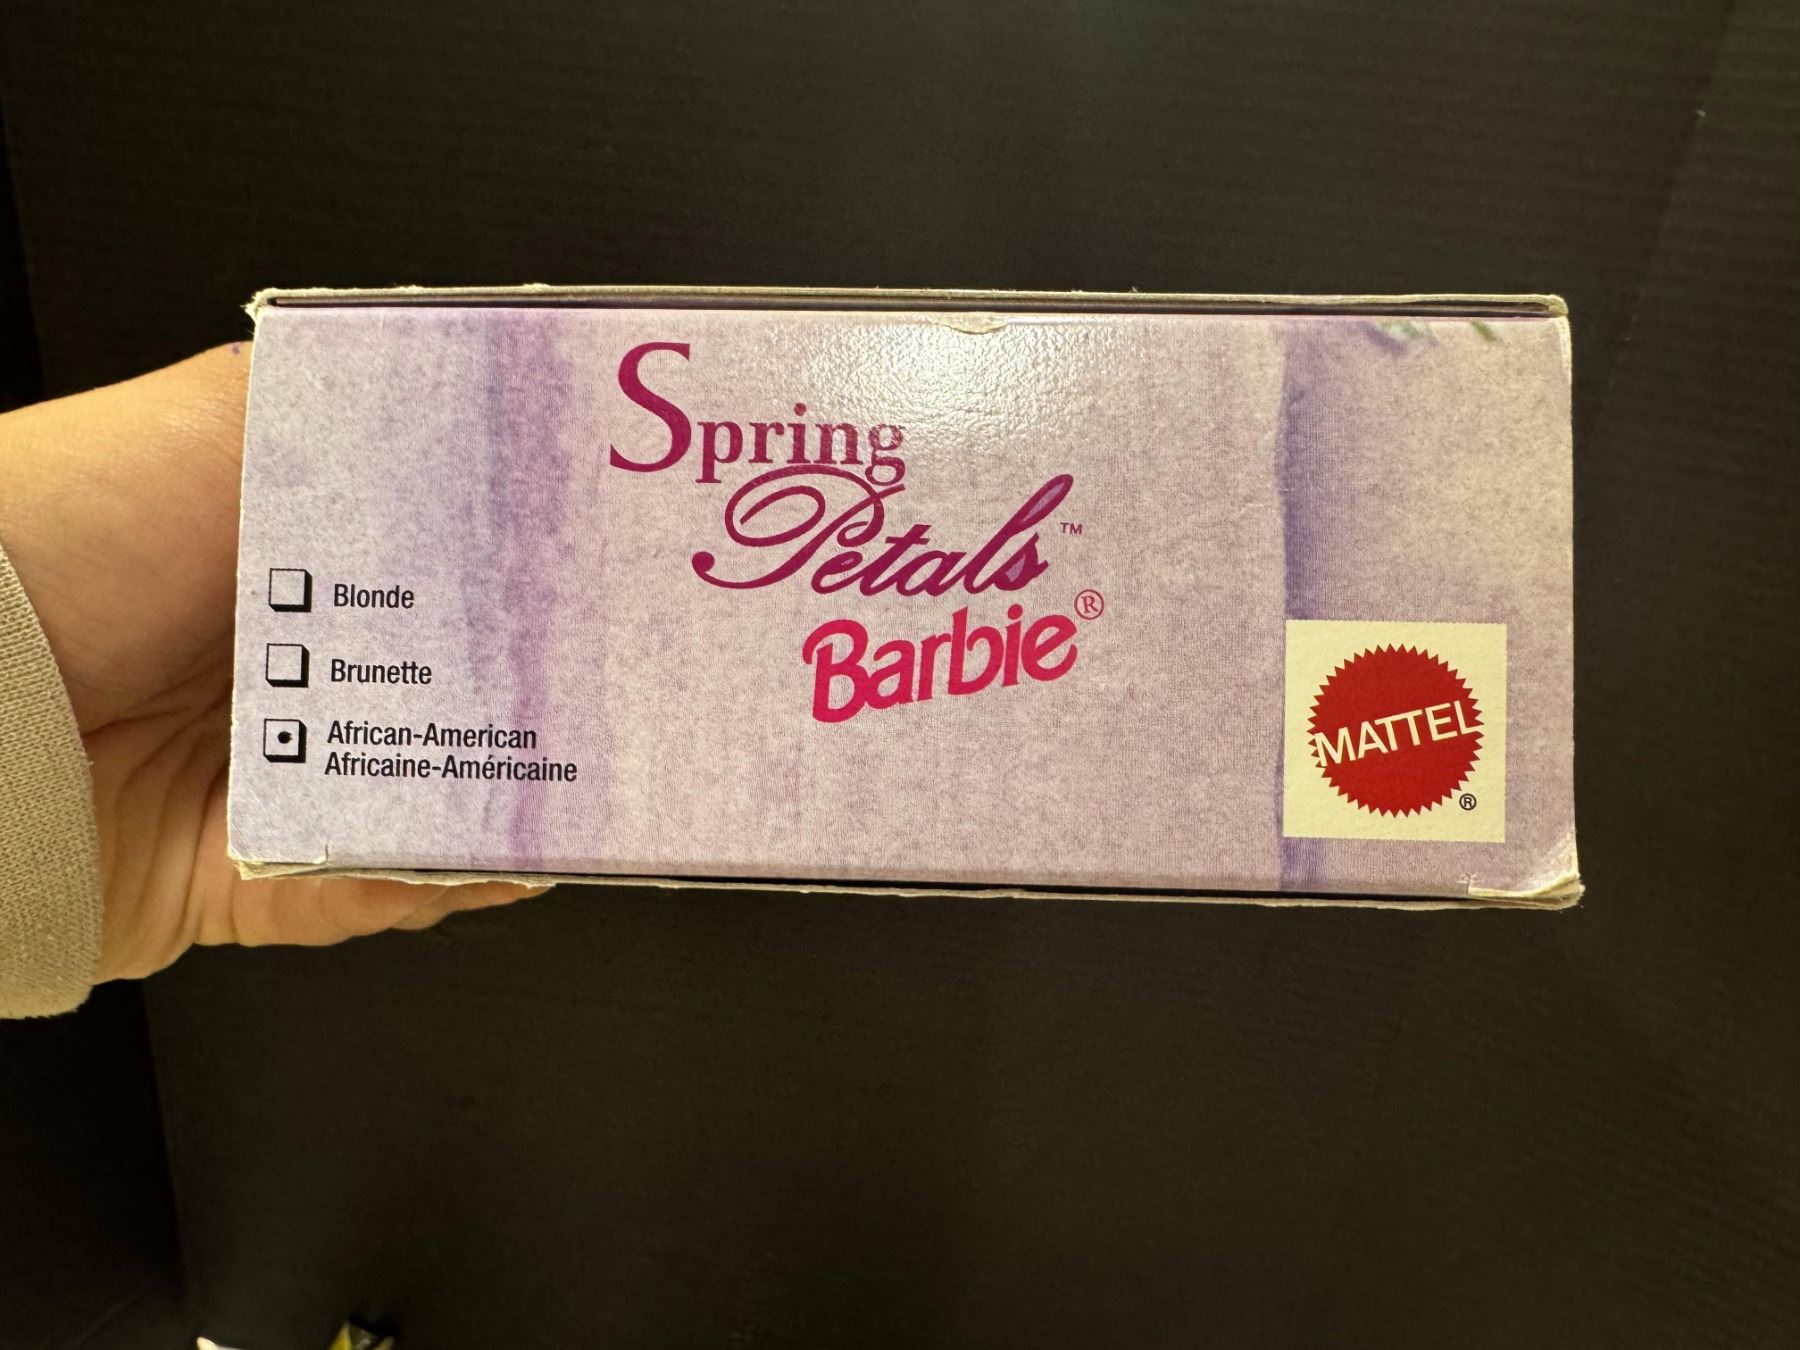 Spring
Petals™
Barbie®
Blonde
Brunette
African-American
Africaine-Américaine
MATTEL
®